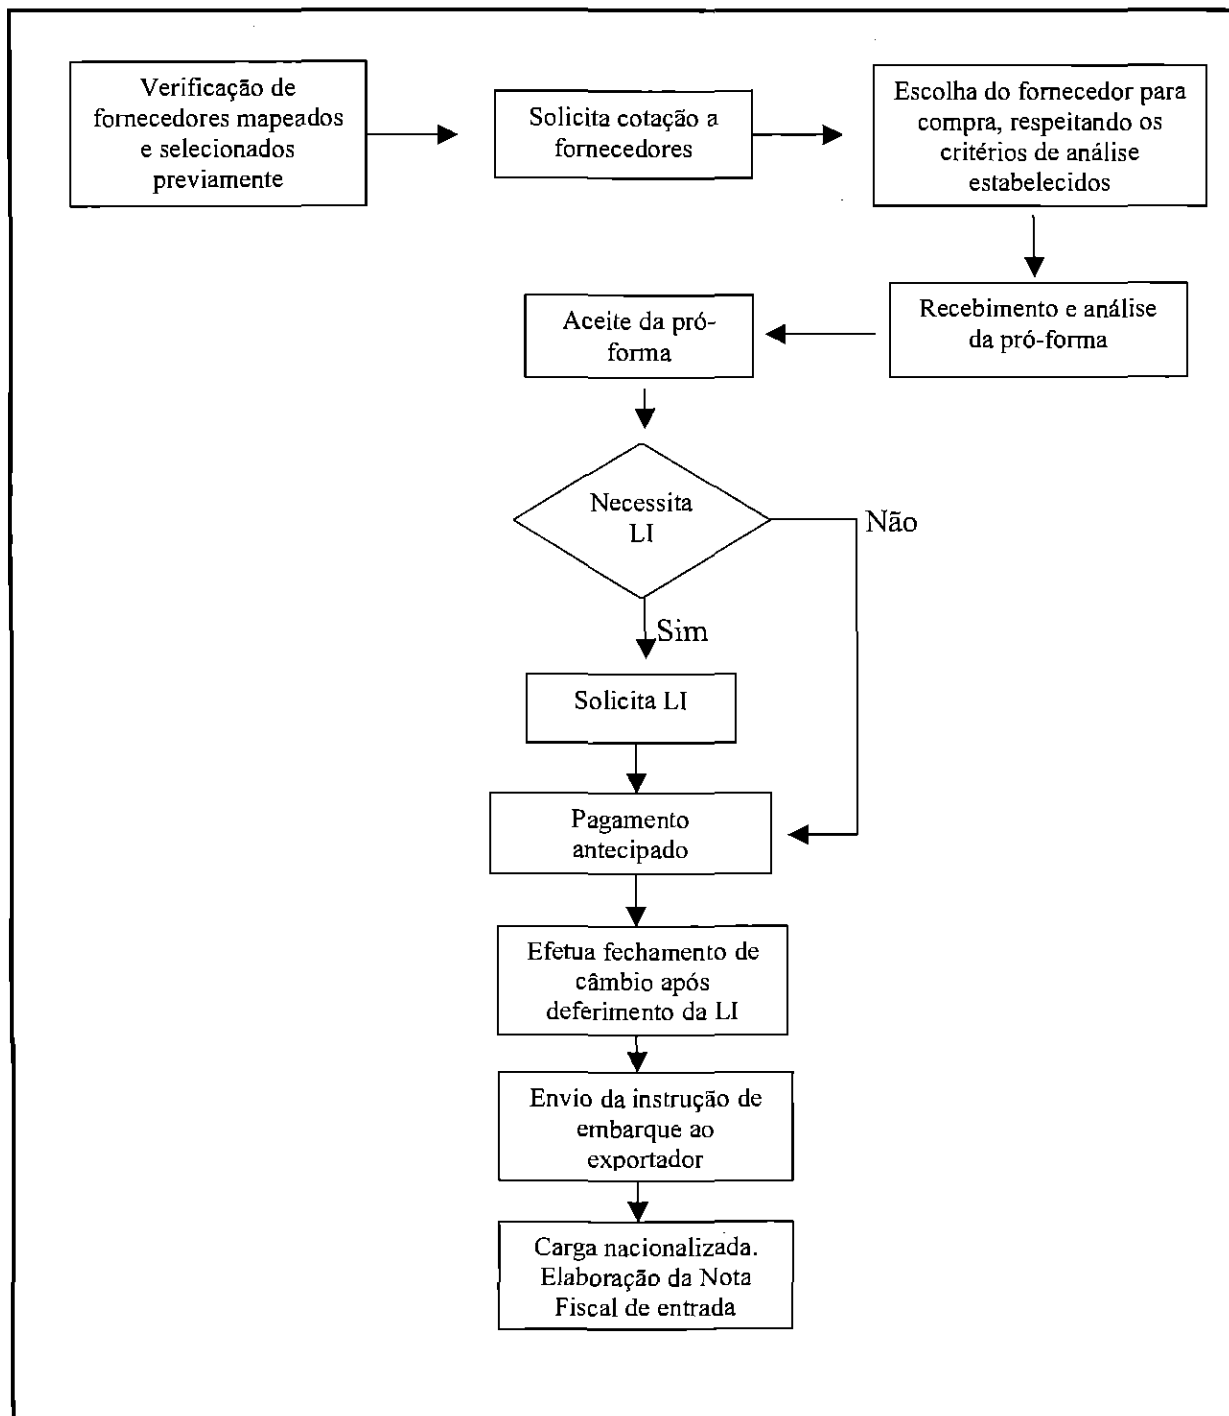 Verificação de
fornecedores mapeados
e selecionados
previamente
Solicita cotação a
fornecedores
Escolha do fornecedor para
compra, respeitando os
critérios de análise
estabelecidos
Recebimento e análise
da pró-forma
Aceite da pró-
forma
Necessita
LI
Não
Sim
Solicita LI
Pagamento
antecipado
Efetua fechamento de
câmbio após
deferimento da LI
Envio da instrução de
embarque ao
exportador
Carga nacionalizada.
Elaboração da Nota
Fiscal de entrada